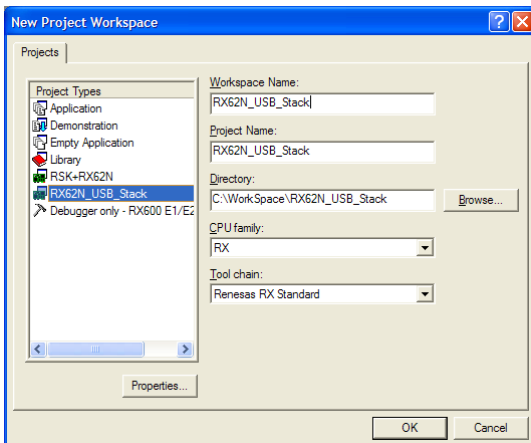 New Project Workspace
Projects
Project Types
Application
Demonstration
Empty Application
Library
RSK+RX62N
RX62N_USB_Stack
Debugger only - RX600 E1/E2
Properties...
Workspace Name:
RX62N_USB_Stack
Project Name:
RX62N_USB_Stack
Directory:
C:\WorkSpace\RX62N_USB_Stack
Browse...
CPU family:
RX
Tool chain:
Renesas RX Standard
OK
Cancel